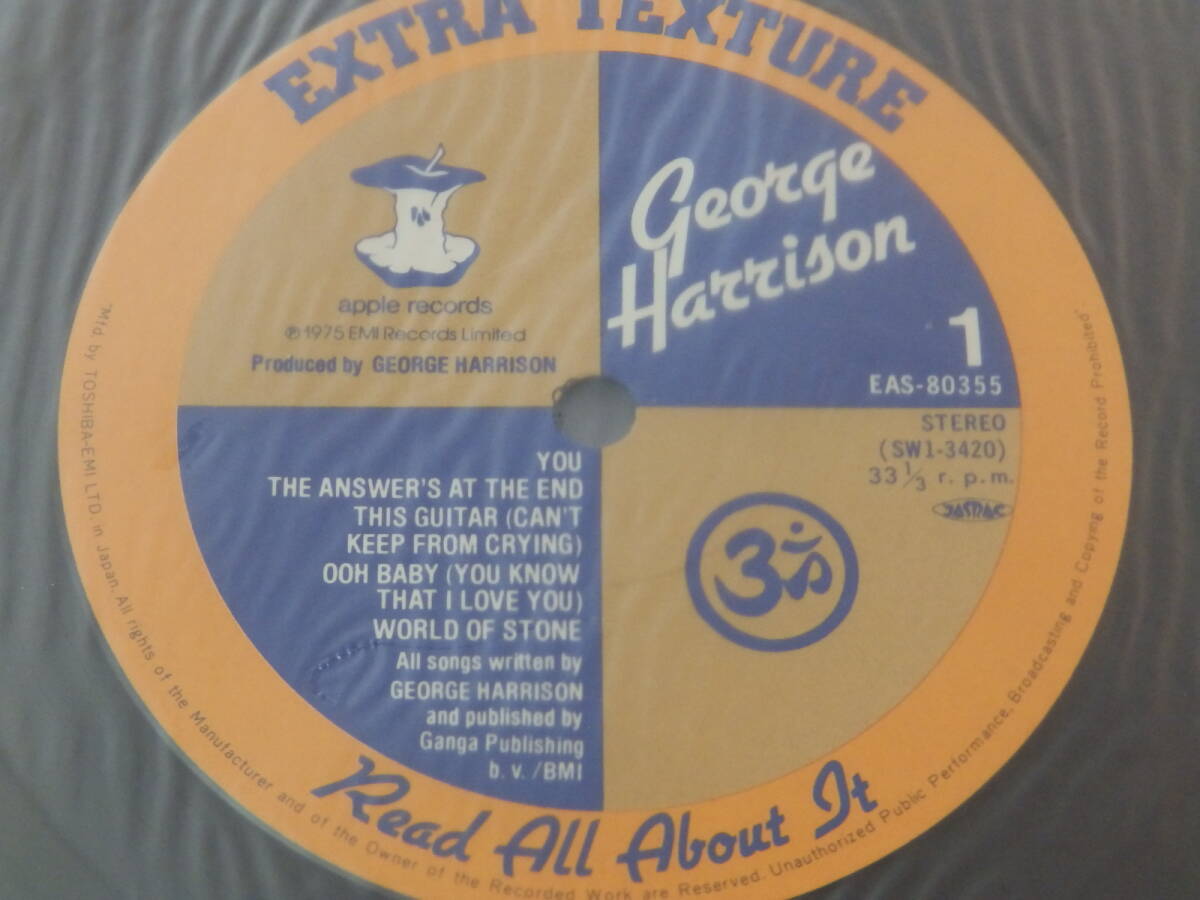 EXTRA TEXTURE
George
Harrison
apple records
℗ 1975 EMI Records Limited
Produced by GEORGE HARRISON
1
EAS-80355
STEREO
(SW1-3420)
33 1/3 r. p. m.
JASRAC
YOU
THE ANSWER'S AT THE END
THIS GUITAR (CAN'T
KEEP FROM CRYING)
OOH BABY (YOU KNOW
THAT I LOVE YOU)
WORLD OF STONE
All songs written by
GEORGE HARRISON
and published by
Ganga Publishing
b. v. /BMI
ॐ
Read All About It
"Mfd by TOSHIBA-EMI LTD. in Japan. All rights of the Manufacturer and of the Owner of the Recorded Work are Reserved. Unauthorized Public Performance, Broadcasting and Copying of the Record Prohibited".